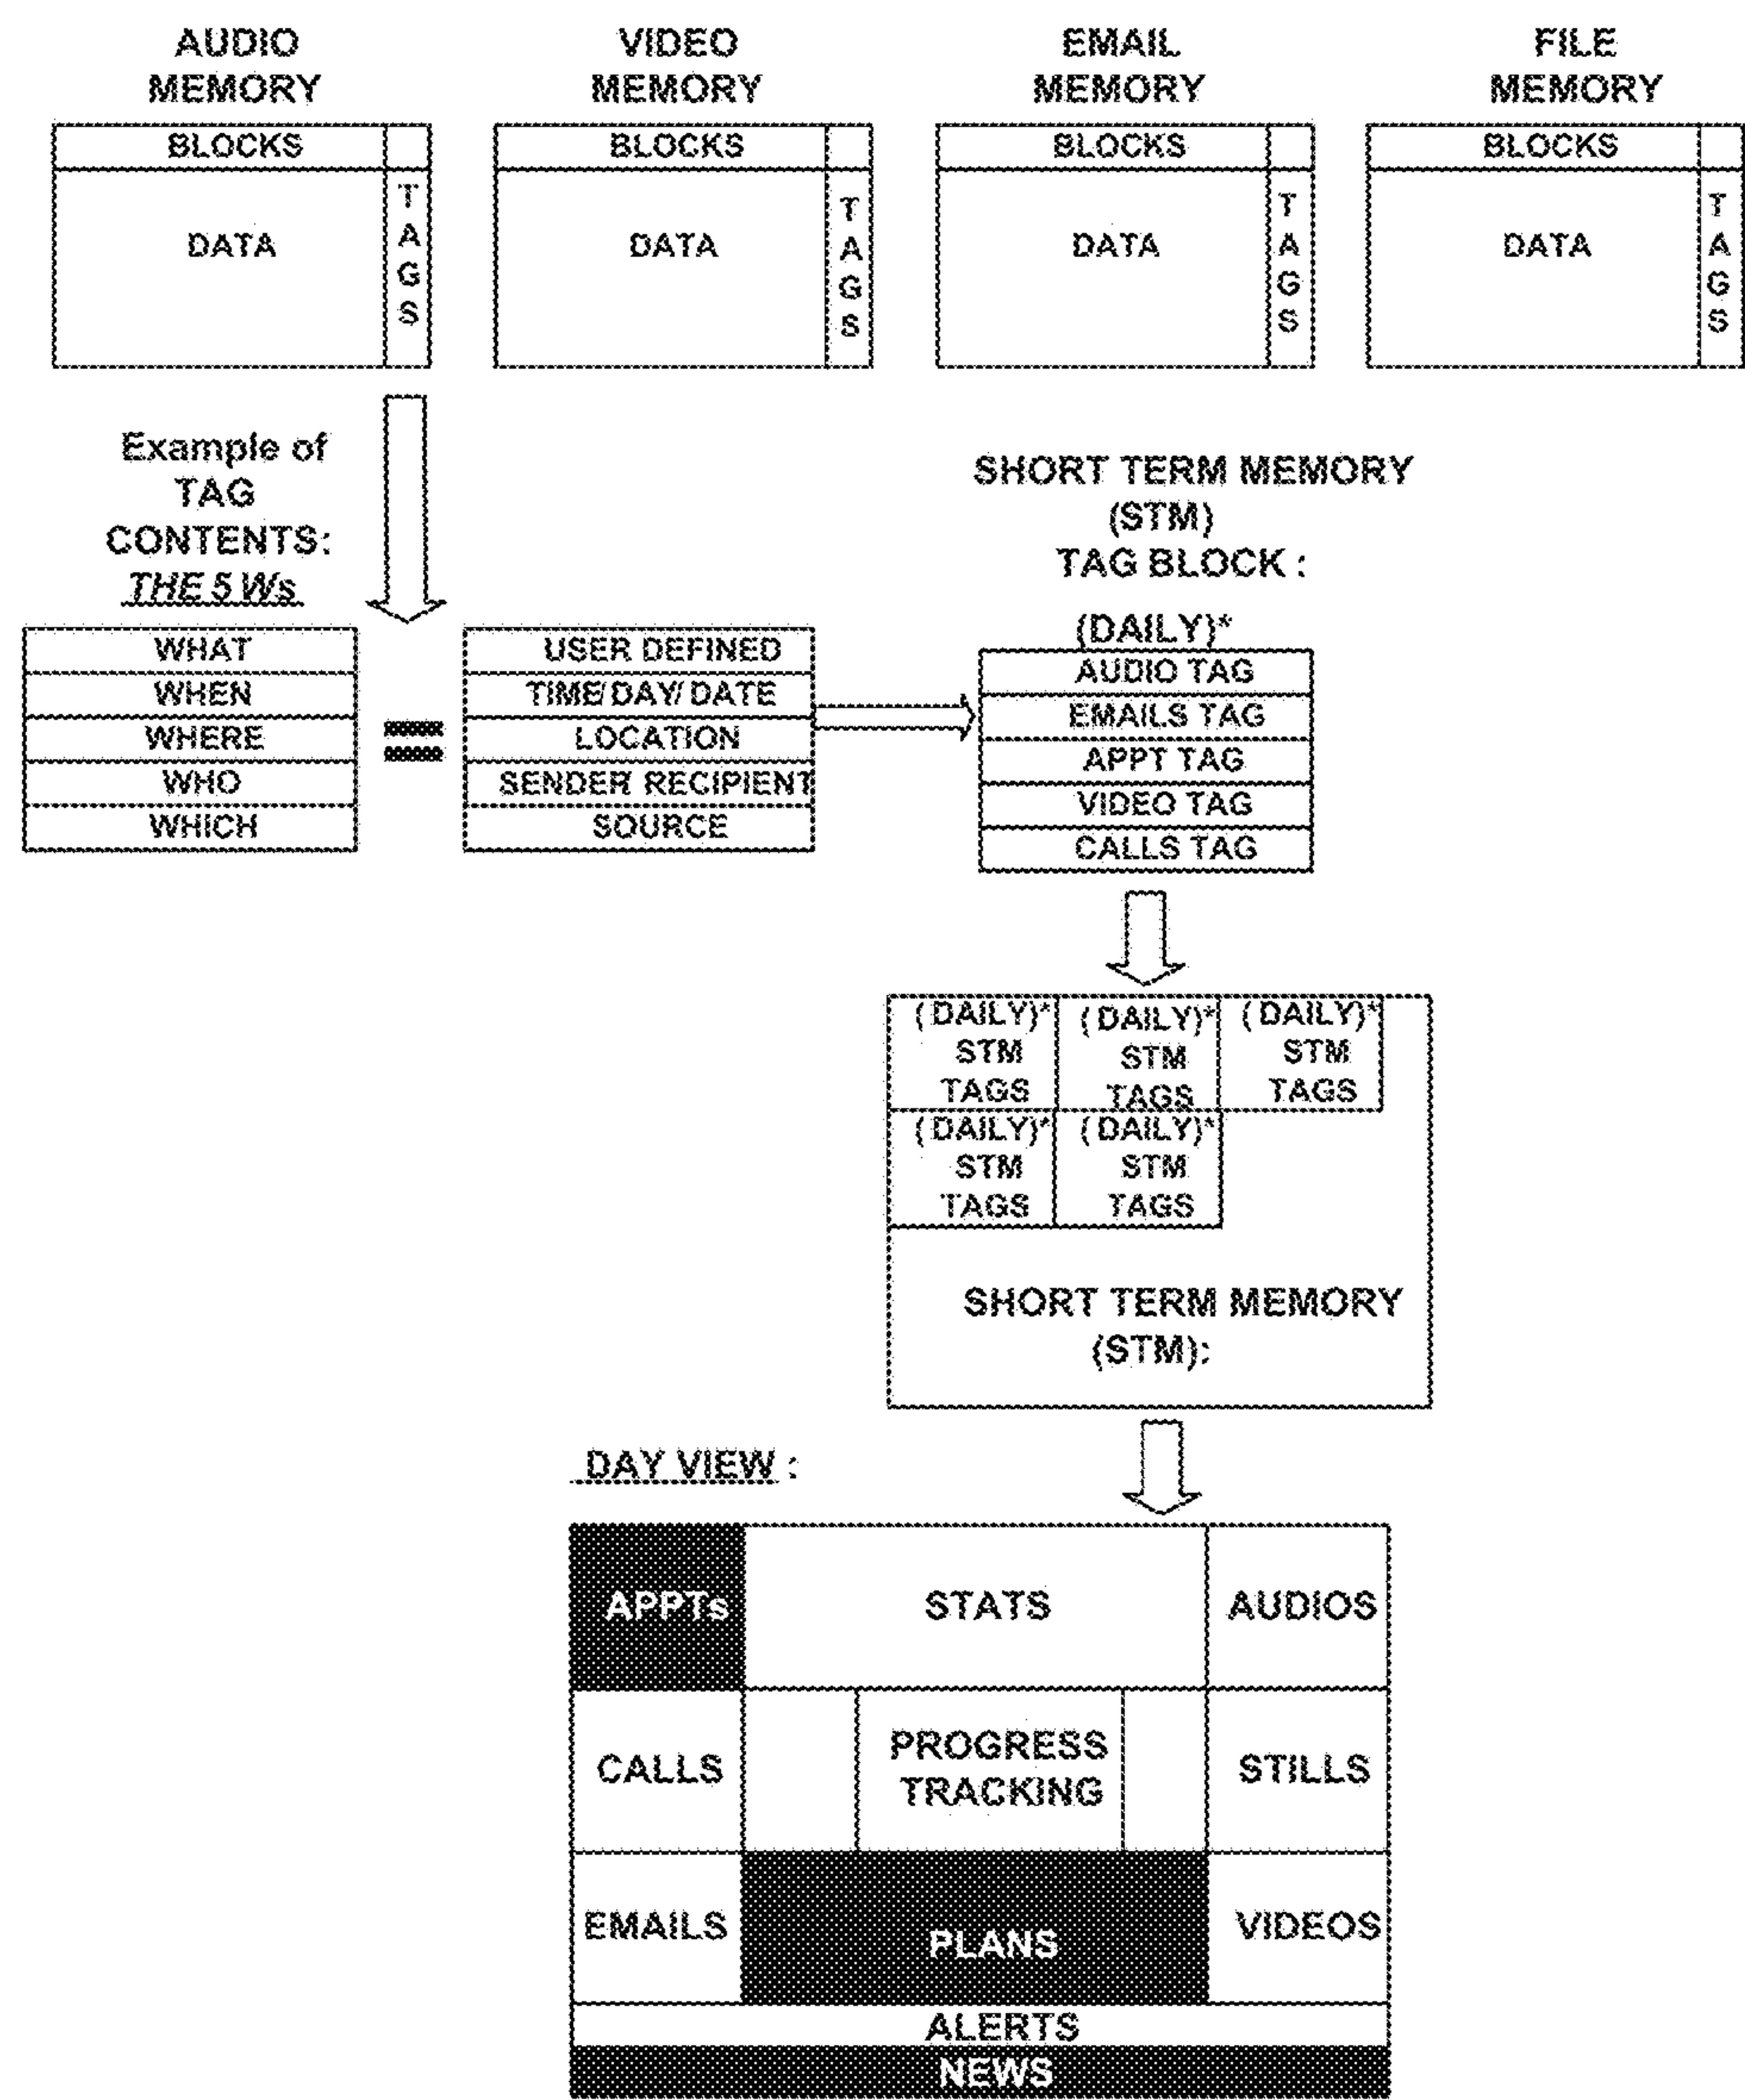 AUDIO
MEMORY
VIDEO
MEMORY
EMAIL
MEMORY
FILE
MEMORY
BLOCKS
DATA
TAGS
BLOCKS
DATA
TAGS
BLOCKS
DATA
TAGS
BLOCKS
DATA
TAGS
Example of
TAG
CONTENTS:
THE 5 Ws
WHAT
WHEN
WHERE
WHO
WHICH
=
USER DEFINED
TIME/ DAY/ DATE
LOCATION
SENDER RECIPIENT
SOURCE
SHORT TERM MEMORY
(STM)
TAG BLOCK :
(DAILY)*
AUDIO TAG
EMAILS TAG
APPT TAG
VIDEO TAG
CALLS TAG
( DAILY)*
STM
TAGS
( DAILY)*
STM
TAGS
( DAILY)*
STM
TAGS
( DAILY)*
STM
TAGS
( DAILY)*
STM
TAGS
SHORT TERM MEMORY
(STM):
DAY VIEW :
APPTs
STATS
AUDIOS
CALLS
PROGRESS
TRACKING
STILLS
EMAILS
PLANS
VIDEOS
ALERTS
NEWS